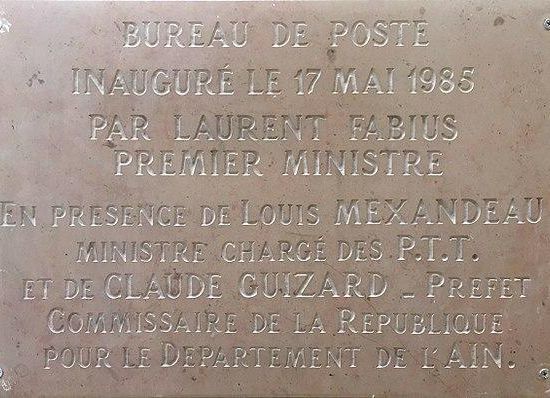 BUREAU DE POSTE
INAUGURÉ LE 17 MAI 1985
PAR LAURENT FABIUS
PREMIER MINISTRE
EN PRESENCE DE LOUIS MEXANDEAU
MINISTRE CHARGÉ DES P.T.T.
ET DE CLAUDE GUIZARD _ PREFET
COMMISSAIRE DE LA REPUBLIQUE
POUR LE DEPARTEMENT DE L'AIN.